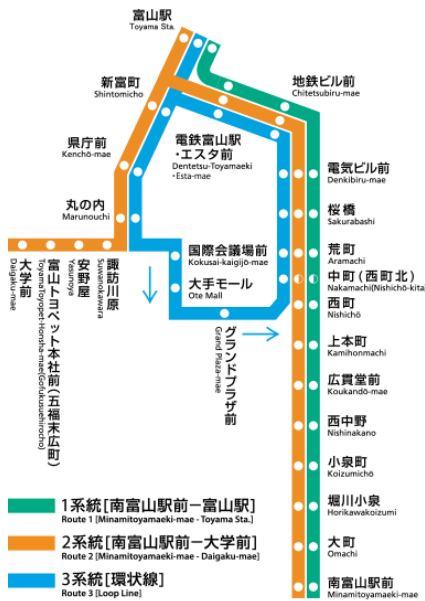 富山駅
Toyama Sta.
新富町
Shintomicho
県庁前
Kenchō-mae
丸の内
Marunouchi
地鉄ビル前
Chitetsubiru-mae
電鉄富山駅
・エスタ前
Dentetsu-Toyamaeki
・Esta-mae
電気ビル前
Denkibiru-mae
桜橋
Sakurabashi
荒町
Aramachi
中町(西町北)
Nakamachi(Nishichō-kita)
西町
Nishichō
国際会議場前
Kokusai-kaigijō-mae
大手モール
Ote Mall
グランドプラザ前
Grand Plaza-mae
諏訪川原
Suwanokawara
安野屋
Yasunoya
富山トヨペット本社前(五福末広町)
ToyamaToyopet-Honsha-mae(Gofukusuehirocho)
大学前
Daigaku-mae
上本町
Kamihonmachi
広貫堂前
Koukandō-mae
西中野
Nishinakano
小泉町
Koizumichō
堀川小泉
Horikawakoizumi
大町
Omachi
南富山駅前
Minamitoyamaeki-mae
1系統[南富山駅前ー富山駅]
Route 1 [Minamitoyamaeki-mae - Toyama Sta.]
2系統[南富山駅前ー大学前]
Route 2 [Minamitoyamaeki-mae - Daigaku-mae]
3系統[環状線]
Route 3 [Loop Line]